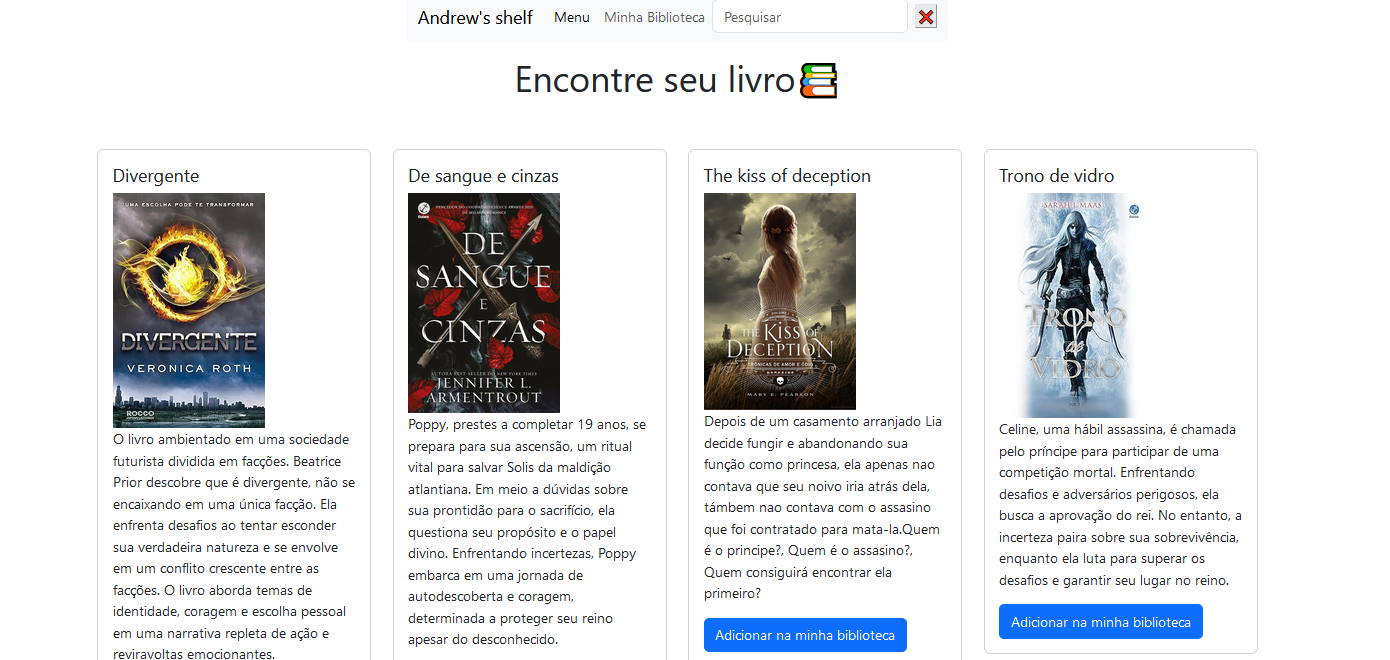 Andrew's shelf Menu Minha Biblioteca Pesquisar
Encontre seu livro
Divergente
UMA ESCOLHA PODE TE TRANSFORMAR
DIVERGENTE
VERONICA ROTH
ROCCO
O livro ambientado em uma sociedade
futurista dividida em facções. Beatrice
Prior descobre que é divergente, não se
encaixando em uma única facção. Ela
enfrenta desafios ao tentar esconder
sua verdadeira natureza e se envolve
em um conflito crescente entre as
facções. O livro aborda temas de
identidade, coragem e escolha pessoal
em uma narrativa repleta de ação e
reviravoltas emocionantes.
De sangue e cinzas
DE
SANGUE
E
CINZAS
JENNIFER L.
ARMENTROUT
Poppy, prestes a completar 19 anos, se
prepara para sua ascensão, um ritual
vital para salvar Solis da maldição
atlantiana. Em meio a dúvidas sobre
sua prontidão para o sacrifício, ela
questiona seu propósito e o papel
divino. Enfrentando incertezas, Poppy
embarca em uma jornada de
autodescoberta e coragem,
determinada a proteger seu reino
apesar do desconhecido.
The kiss of deception
THE KISS OF
DECEPTION
CRÔNICAS DE AMOR E ÓDIO
DARKSIDE
MARY E. PEARSON
Depois de um casamento arranjado Lia
decide fungir e abandonando sua
função como princesa, ela apenas nao
contava que seu noivo iria atrás dela,
támbem nao contava com o assasino
que foi contratado para mata-la.Quem
é o principe?, Quem é o assasino?,
Quem consiguirá encontrar ela
primeiro?
Adicionar na minha biblioteca
Trono de vidro
SARAH J. MAAS
TRONO
de
VIDRO
Celine, uma hábil assassina, é chamada
pelo príncipe para participar de uma
competição mortal. Enfrentando
desafios e adversários perigosos, ela
busca a aprovação do rei. No entanto, a
incerteza paira sobre sua sobrevivência,
enquanto ela luta para superar os
desafios e garantir seu lugar no reino.
Adicionar na minha biblioteca